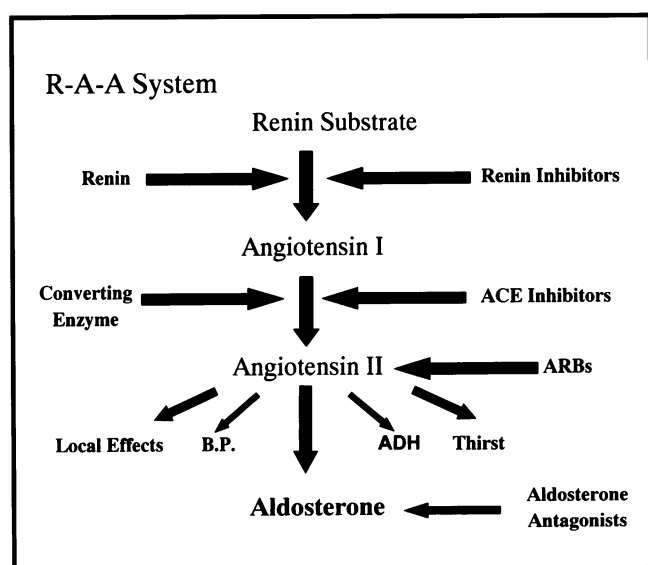 R-A-A System
Renin Substrate
Renin
Renin Inhibitors
Angiotensin I
Converting
Enzyme
ACE Inhibitors
Angiotensin II
ARBs
Local Effects
B.P.
ADH
Thirst
Aldosterone
Aldosterone
Antagonists